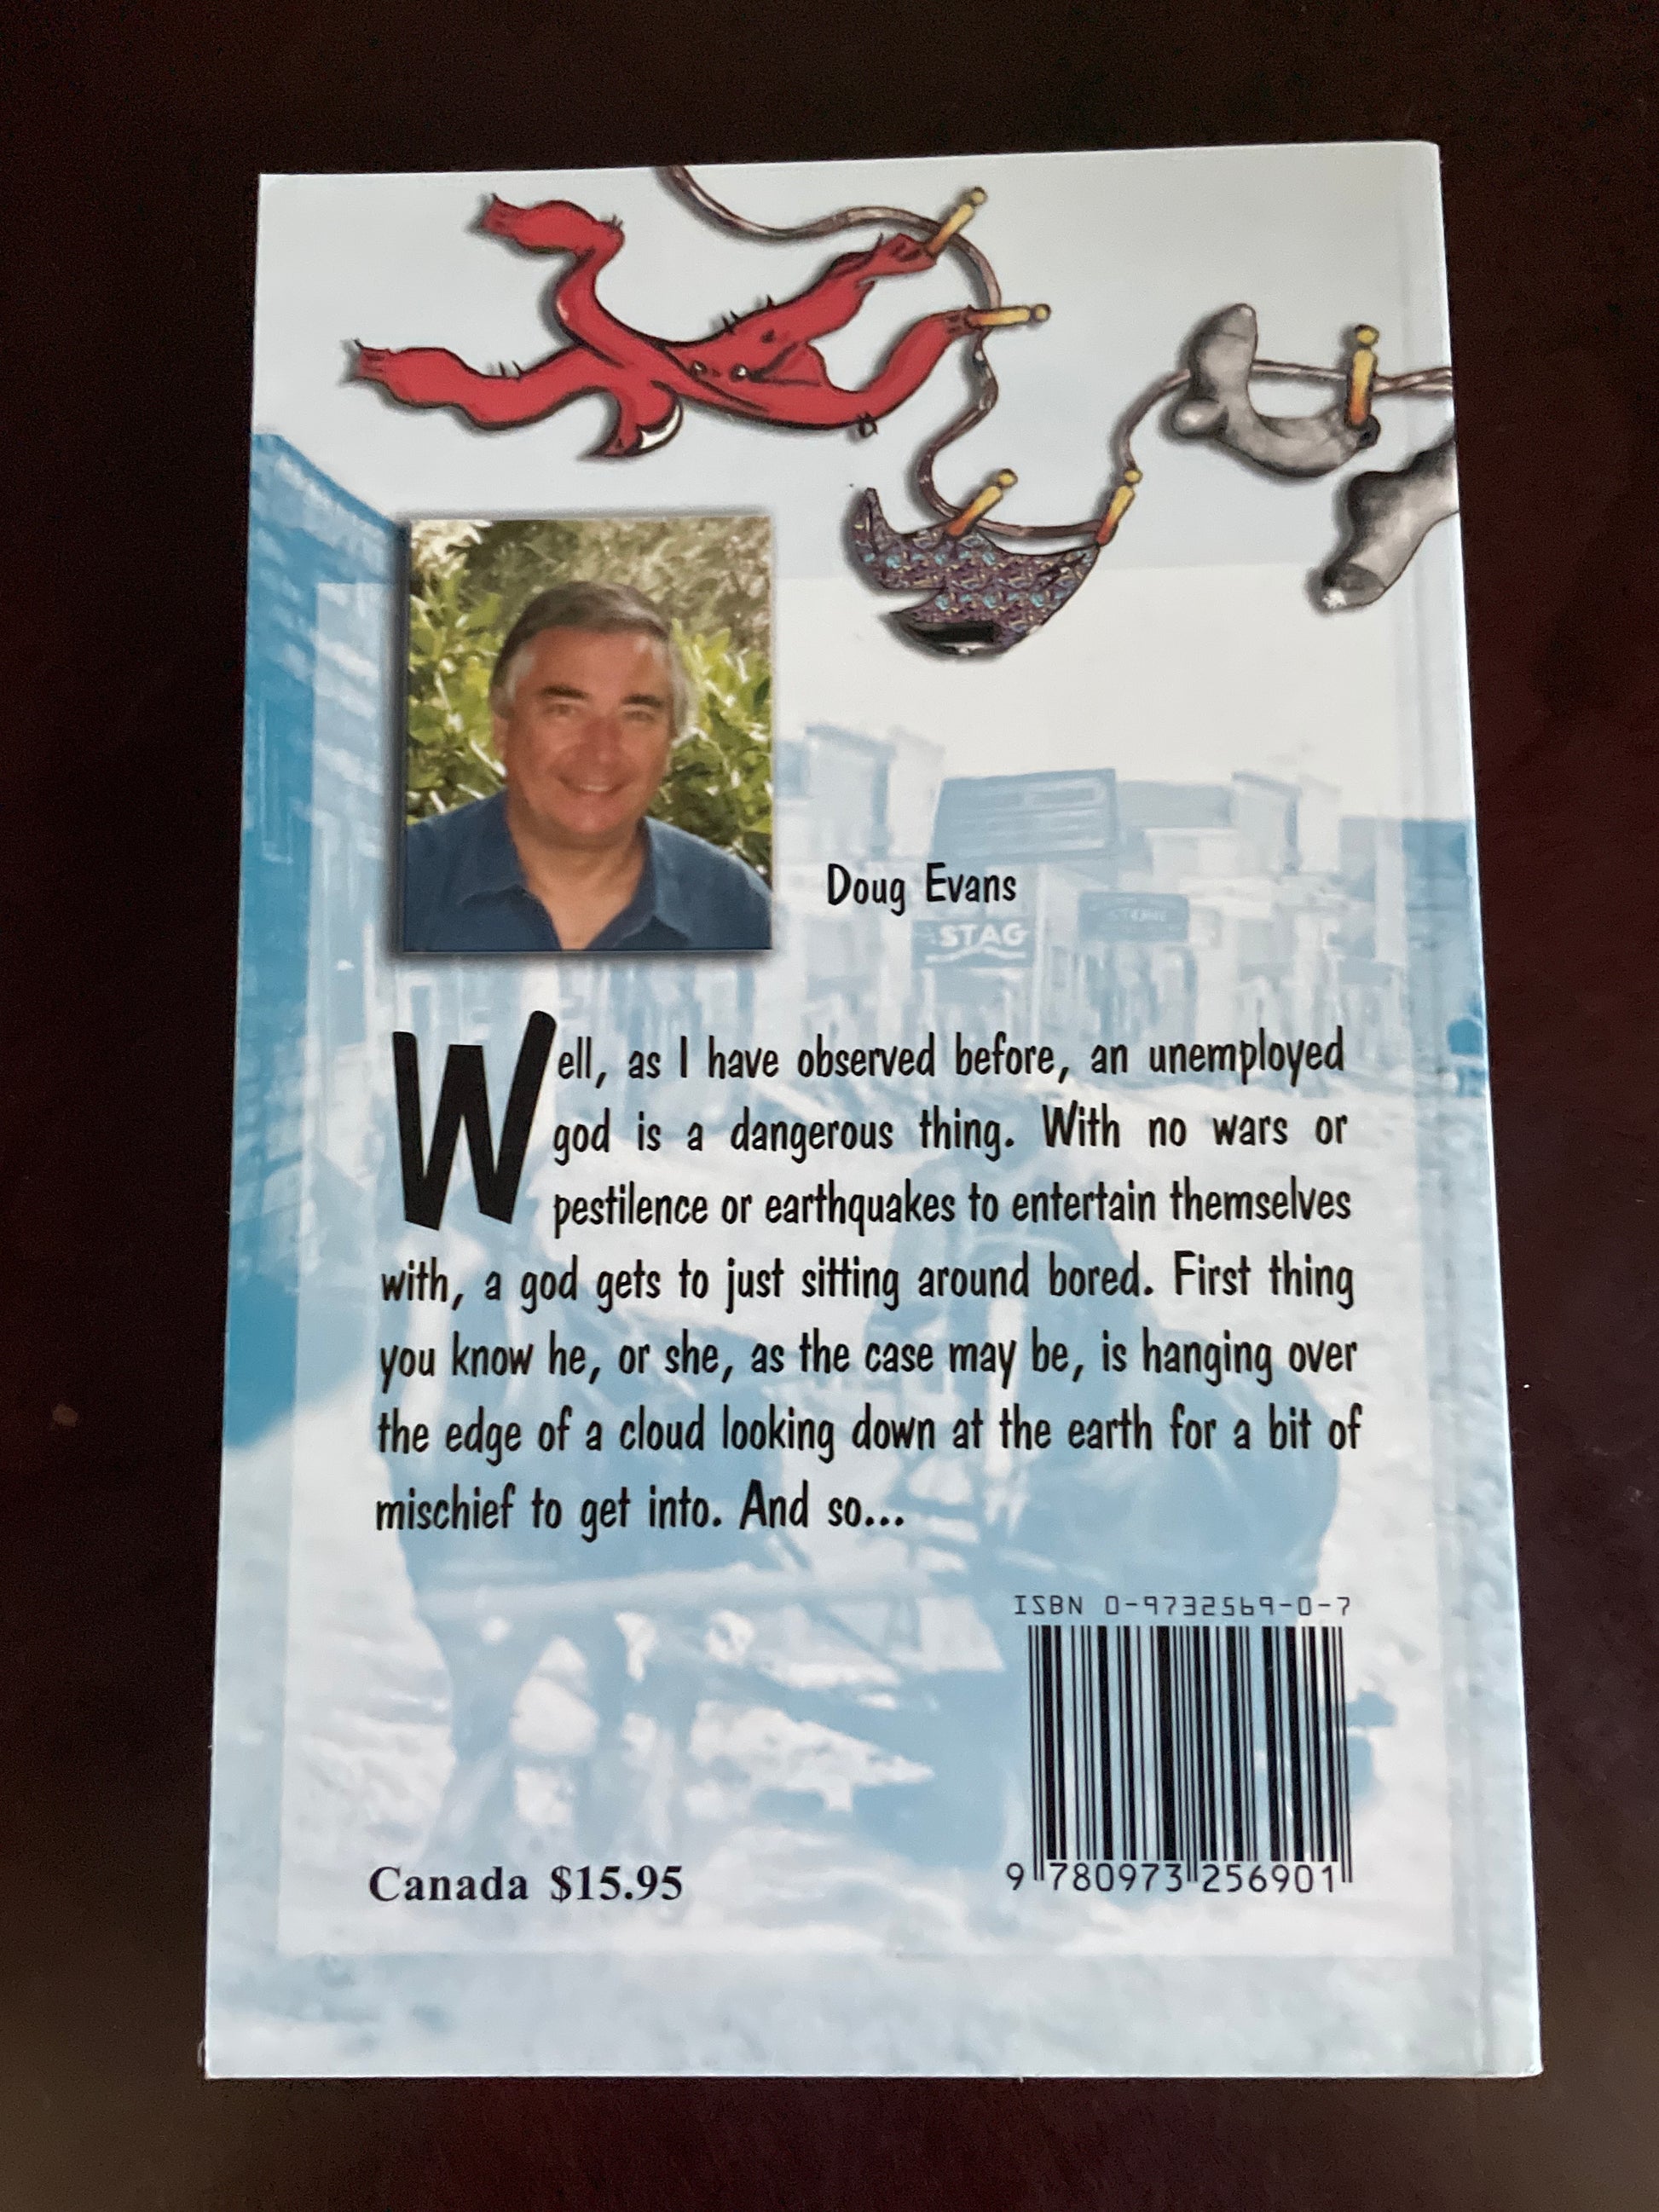 Doug Evans
STAG
Well, as I have observed before, an unemployed
god is a dangerous thing. With no wars or
pestilence or earthquakes to entertain themselves
with, a god gets to just sitting around bored. First thing
you know he, or she, as the case may be, is hanging over
the edge of a cloud looking down at the earth for a bit of
mischief to get into. And so...
ISBN 0-9732569-0-7
9 780973 256901
Canada $15.95